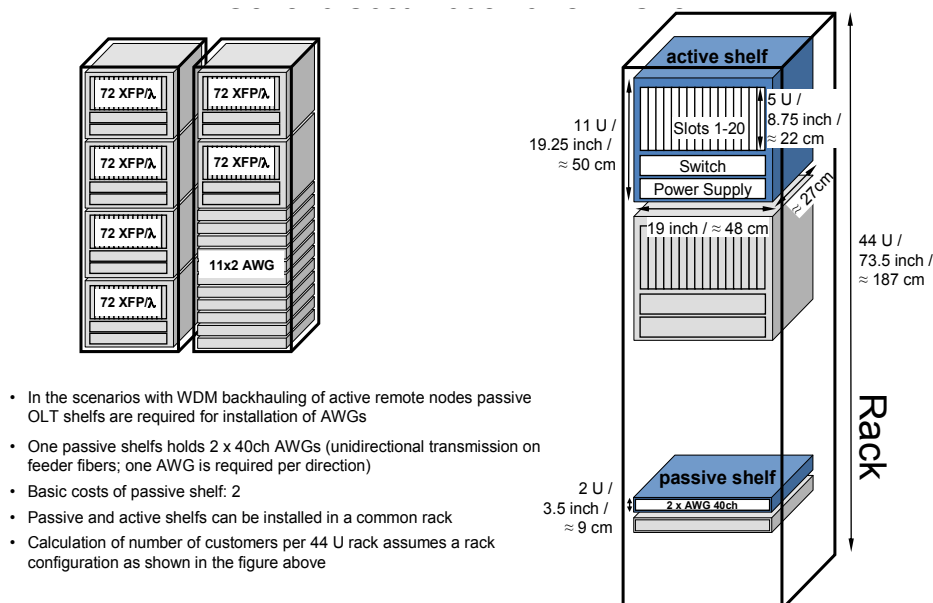 72 XFP/λ
72 XFP/λ
72 XFP/λ
72 XFP/λ
72 XFP/λ
72 XFP/λ
11x2 AWG
active shelf
Slots 1-20
Switch
Power Supply
5 U /
8.75 inch /
≈ 22 cm
11 U /
19.25 inch /
≈ 50 cm
≈ 27cm
19 inch / ≈ 48 cm
44 U /
73.5 inch /
≈ 187 cm
Rack
passive shelf
2 x AWG 40ch
2 U /
3.5 inch /
≈ 9 cm
• In the scenarios with WDM backhauling of active remote nodes passive
OLT shelfs are required for installation of AWGs
• One passive shelfs holds 2 x 40ch AWGs (unidirectional transmission on
feeder fibers; one AWG is required per direction)
• Basic costs of passive shelf: 2
• Passive and active shelfs can be installed in a common rack
• Calculation of number of customers per 44 U rack assumes a rack
configuration as shown in the figure above